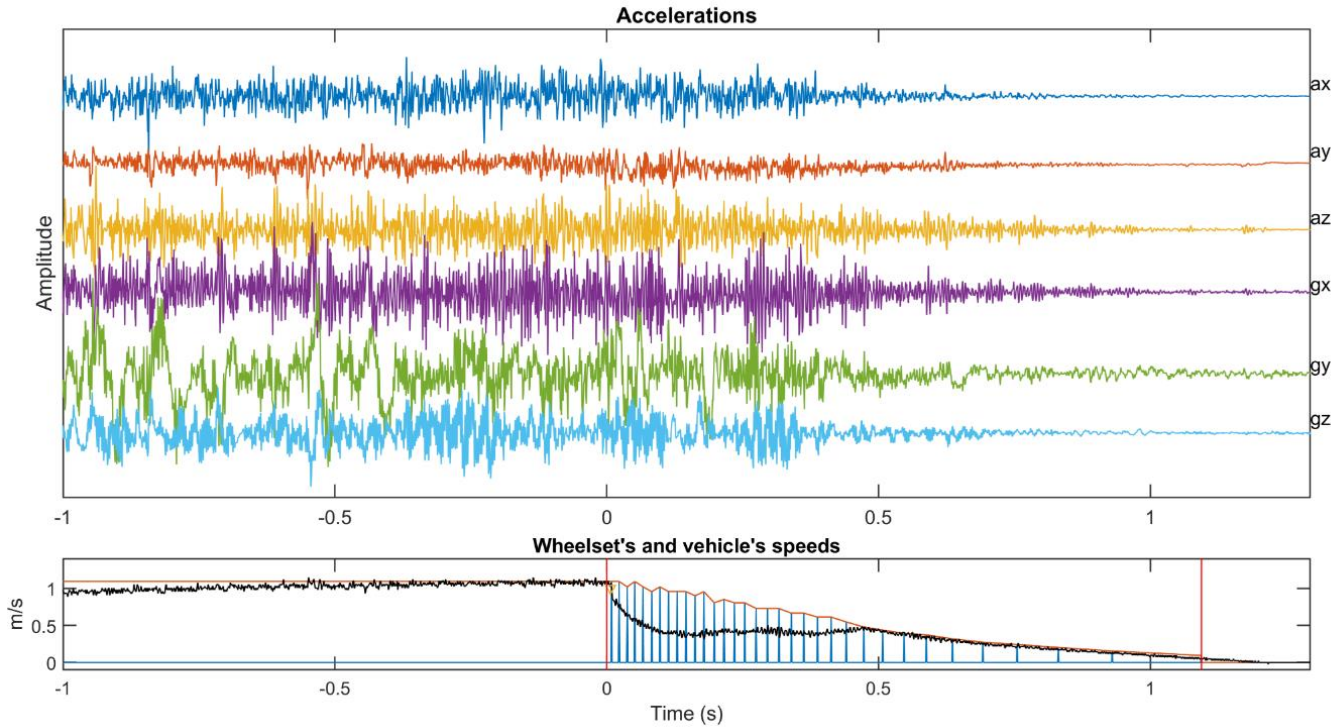 Accelerations
ax
ay
az
gx
gy
gz
Amplitude
-1
-0.5
0
0.5
1
Wheelset's and vehicle's speeds
1
0.5
0
m/s
-1
-0.5
0
0.5
1
Time (s)